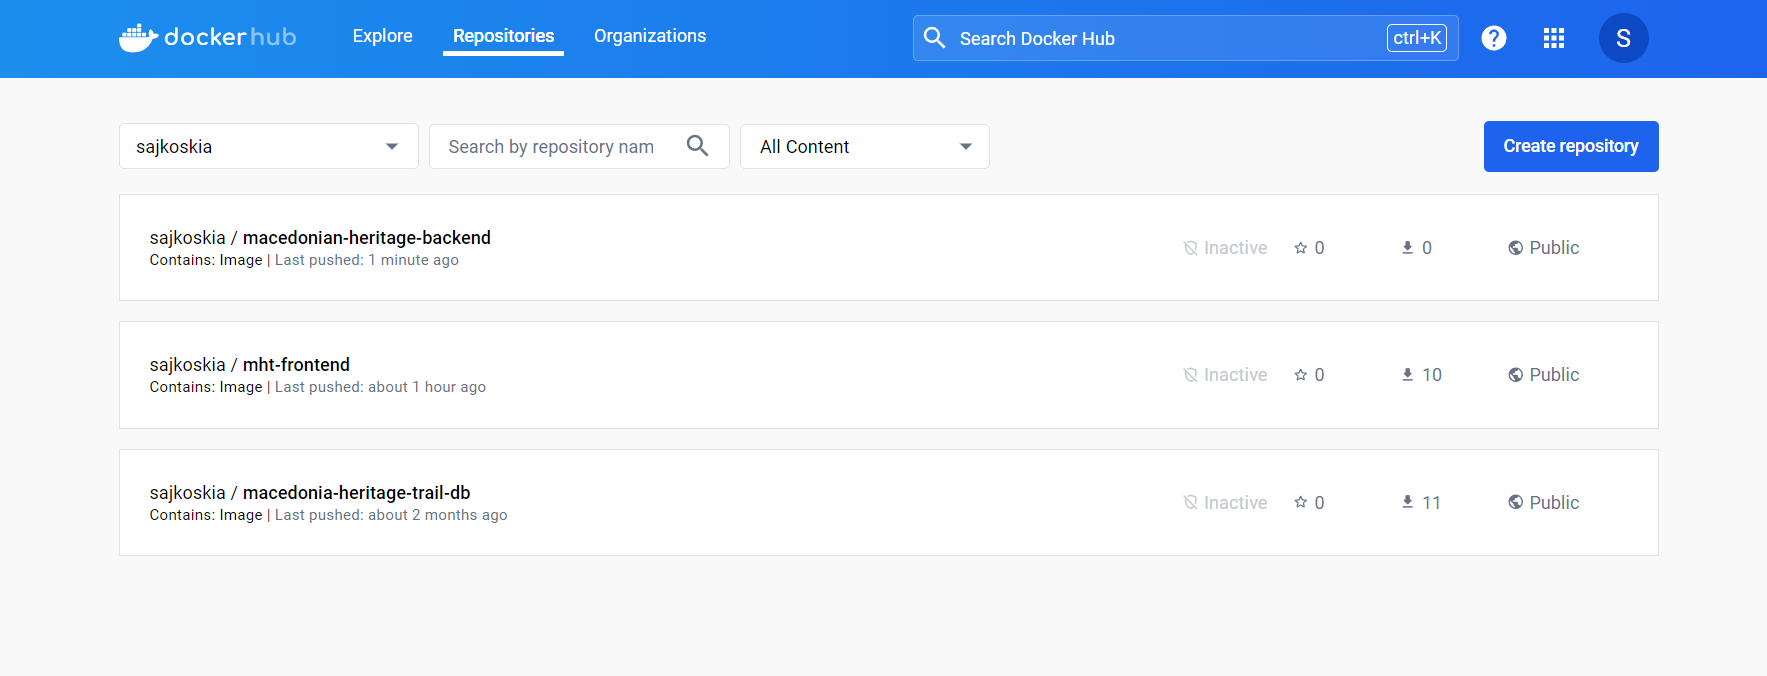 dockerhub Explore Repositories Organizations Search Docker Hub ctrl+K ? S
sajkoskia Search by repository nam All Content Create repository
sajkoskia / macedonian-heritage-backend
Contains: Image | Last pushed: 1 minute ago
Inactive 0 0 Public
sajkoskia / mht-frontend
Contains: Image | Last pushed: about 1 hour ago
Inactive 0 10 Public
sajkoskia / macedonia-heritage-trail-db
Contains: Image | Last pushed: about 2 months ago
Inactive 0 11 Public